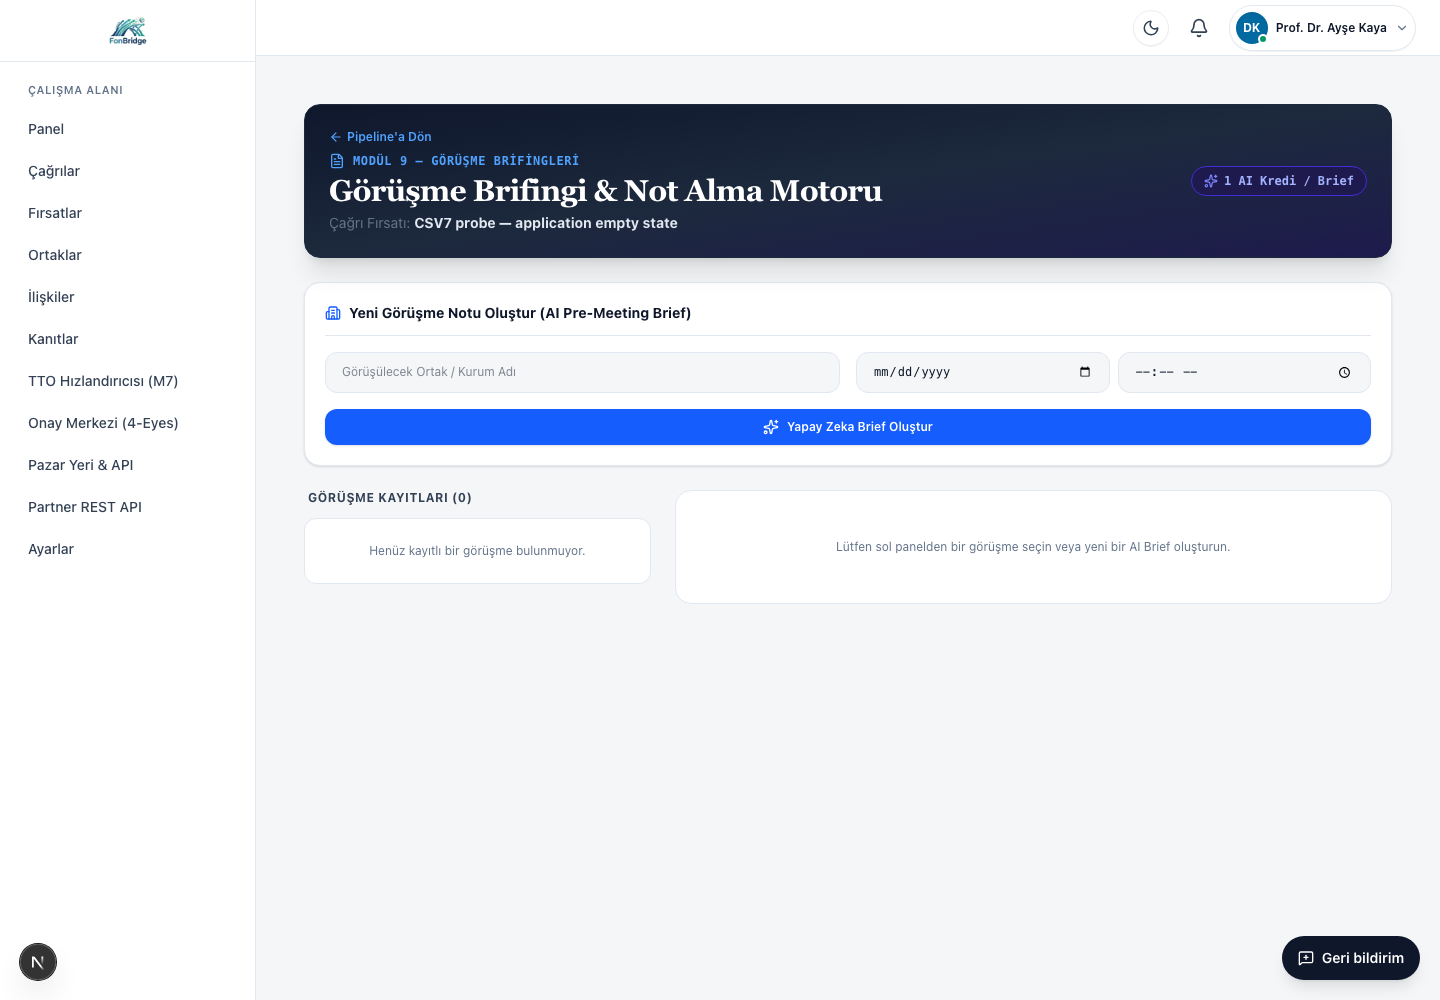 FonBridge
DK
Prof. Dr. Ayşe Kaya
ÇALIŞMA ALANI
Panel
Çağrılar
Fırsatlar
Ortaklar
İlişkiler
Kanıtlar
TTO Hızlandırıcısı (M7)
Onay Merkezi (4-Eyes)
Pazar Yeri & API
Partner REST API
Ayarlar
Pipeline'a Dön
MODÜL 9 — GÖRÜŞME BRİFİNGLERİ
Görüşme Brifingi & Not Alma Motoru
Çağrı Fırsatı: CSV7 probe — application empty state
1 AI Kredi / Brief
Yeni Görüşme Notu Oluştur (AI Pre-Meeting Brief)
Görüşülecek Ortak / Kurum Adı
mm/dd/yyyy
--:-- --
Yapay Zeka Brief Oluştur
GÖRÜŞME KAYITLARI (0)
Henüz kayıtlı bir görüşme bulunmuyor.
Lütfen sol panelden bir görüşme seçin veya yeni bir AI Brief oluşturun.
N
Geri bildirim